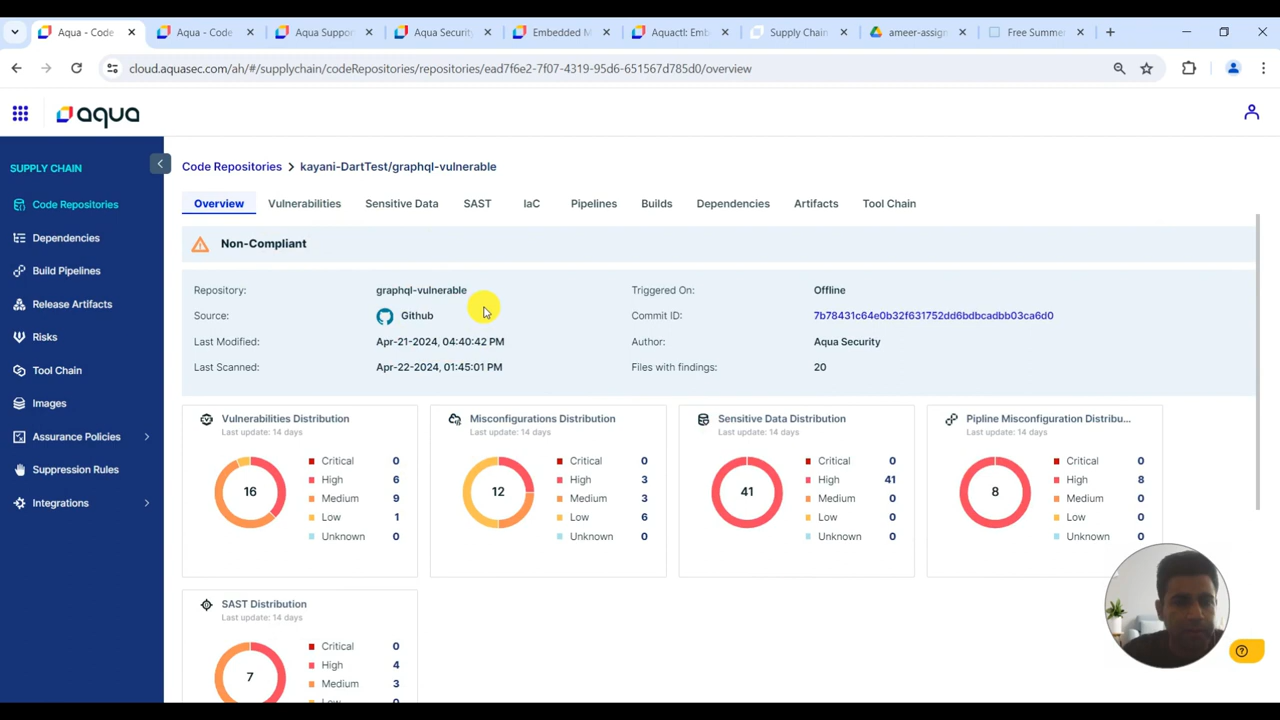 Aqua - Code
Aqua - Code
Aqua Suppor
Aqua Security
Embedded M
Aquactl: Emb
Supply Chain
ameer-assign
Free Summer
cloud.aquasec.com/ah/#/supplychain/codeRepositories/repositories/ead7f6e2-7f07-4319-95d6-651567d785d0/overview
aqua
SUPPLY CHAIN
Code Repositories
Dependencies
Build Pipelines
Release Artifacts
Risks
Tool Chain
Images
Assurance Policies
Suppression Rules
Integrations
Code Repositories > kayani-DartTest/graphql-vulnerable
Overview Vulnerabilities Sensitive Data SAST IaC Pipelines Builds Dependencies Artifacts Tool Chain
Non-Compliant
Repository: graphql-vulnerable Triggered On: Offline
Source: Github Commit ID: 7b78431c64e0b32f631752dd6bdbcadbb03ca6d0
Last Modified: Apr-21-2024, 04:40:42 PM Author: Aqua Security
Last Scanned: Apr-22-2024, 01:45:01 PM Files with findings: 20
Vulnerabilities Distribution
Last update: 14 days
16
Critical 0
High 6
Medium 9
Low 1
Unknown 0
Misconfigurations Distribution
Last update: 14 days
12
Critical 0
High 3
Medium 3
Low 6
Unknown 0
Sensitive Data Distribution
Last update: 14 days
41
Critical 0
High 41
Medium 0
Low 0
Unknown 0
Pipline Misconfiguration Distribu...
Last update: 14 days
8
Critical 0
High 8
Medium 0
Low 0
Unknown 0
SAST Distribution
Last update: 14 days
7
Critical 0
High 4
Medium 3